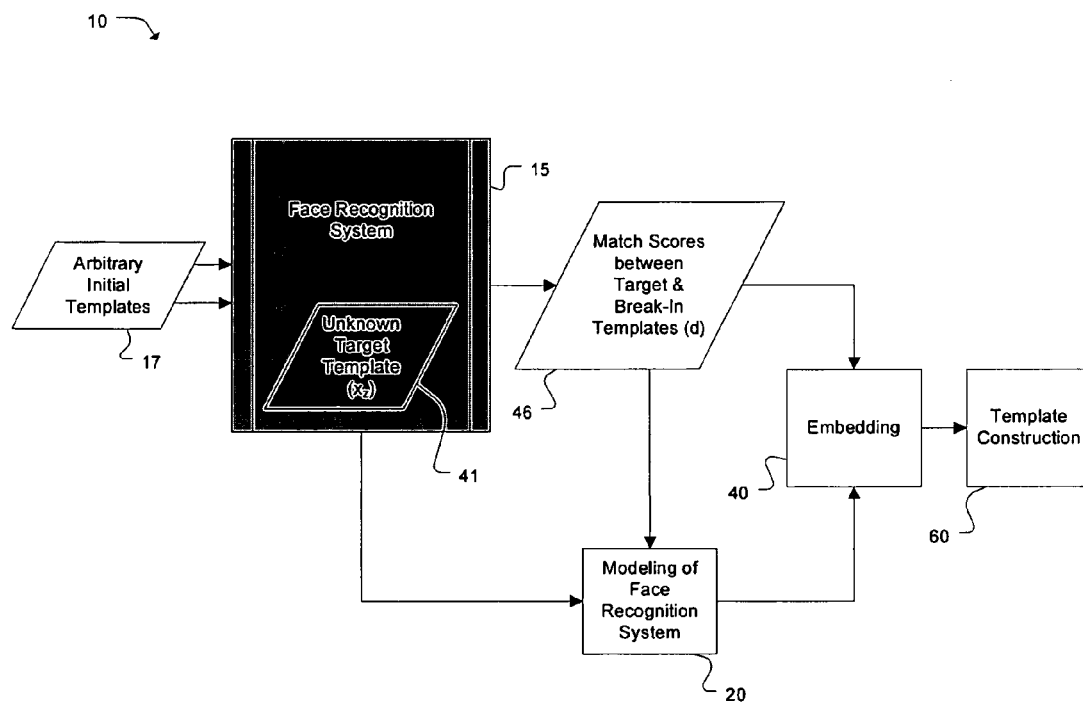 10
15
Face Recognition
System
Arbitrary
Initial
Templates
17
Unknown
Target
Template
(x_z)
41
Match Scores
between
Target &
Break-In
Templates (d)
46
Embedding
40
Template
Construction
60
Modeling of
Face
Recognition
System
20